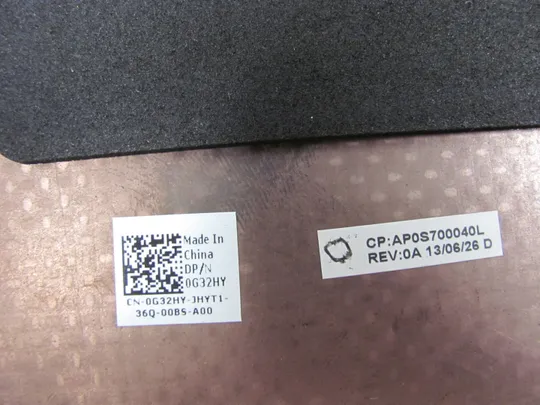 Made In
China
DP/N
0G32HY
CN-0G32HY-JHYT1-
36Q-00BS-A00
CP:AP0S700040L
REV:0A 13/06/26 D